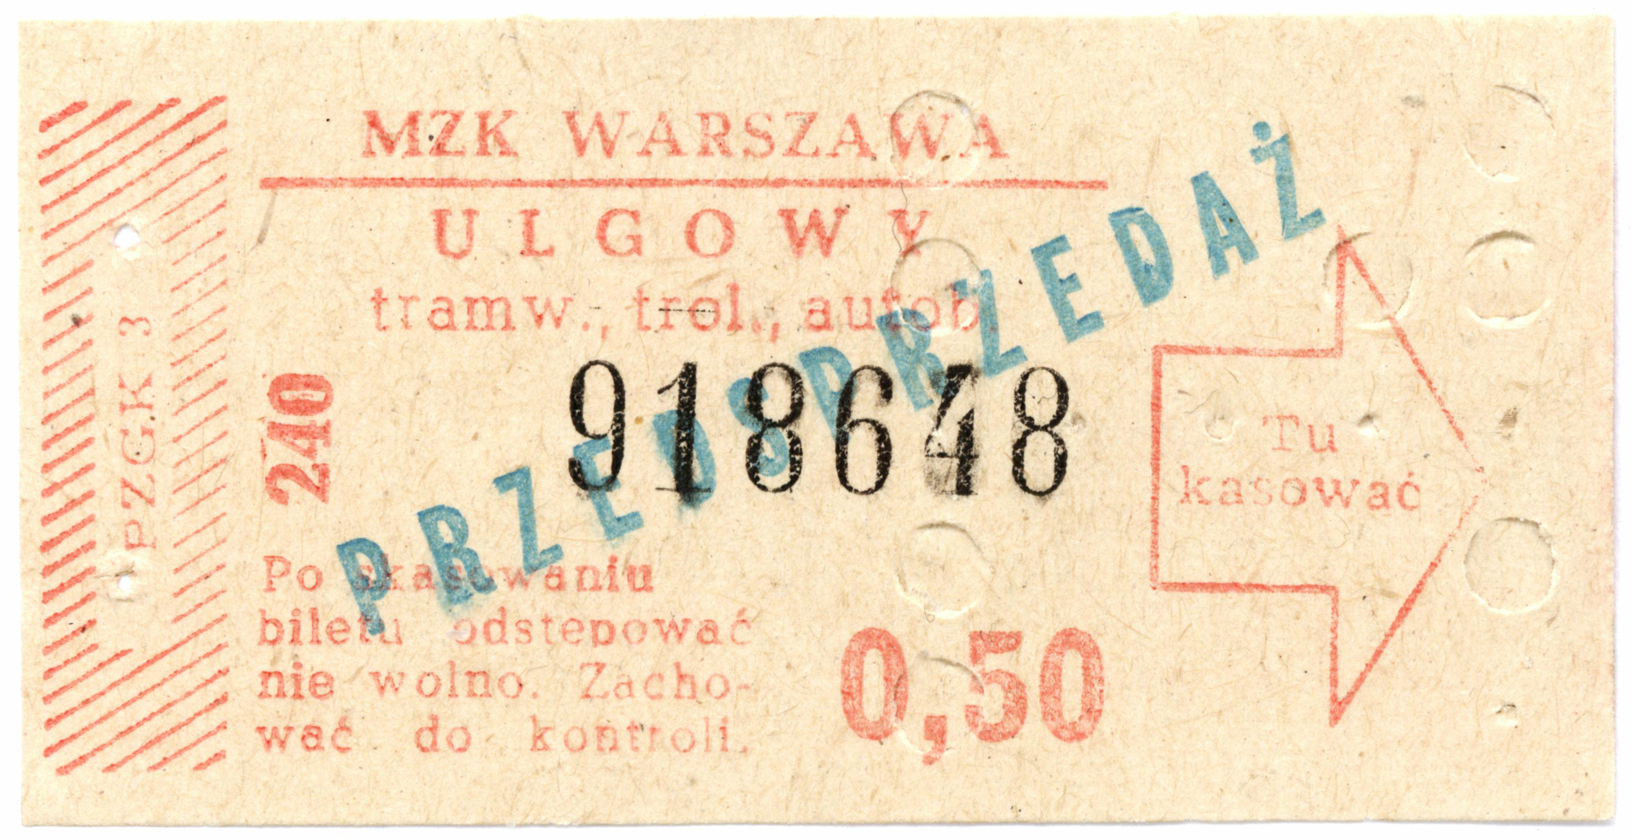 MZK WARSZAWA
ULGOWY
tramw., trol., autob.
918648
PRZEDSPRZEDAŻ
240
PZGK 3
Tu
kasować
Po skasowaniu
biletu odstępować
nie wolno. Zacho-
wać do kontroli.
0,50